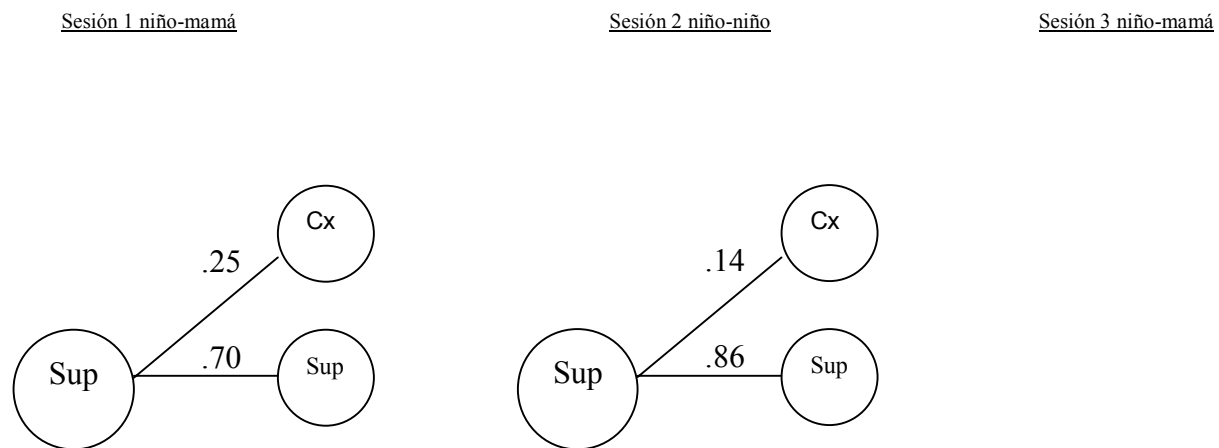 Sesión 1 niño-mamá
Sesión 2 niño-niño
Sesión 3 niño-mamá
Cx
.25
Sup
.70
Sup
Cx
.14
Sup
.86
Sup